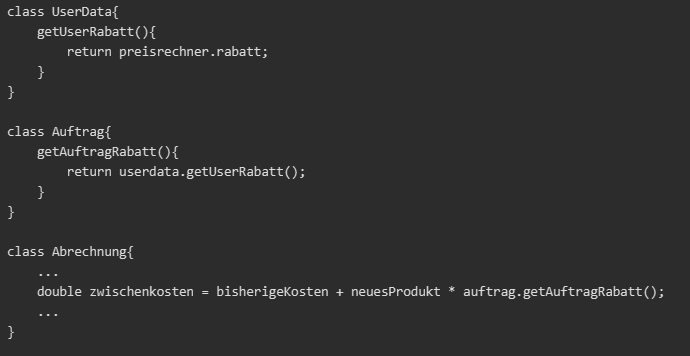 class UserData{
    getUserRabatt(){
        return preisrechner.rabatt;
    }
}

class Auftrag{
    getAuftragRabatt(){
        return userdata.getUserRabatt();
    }
}

class Abrechnung{
    ...
    double zwischenkosten = bisherigeKosten + neuesProdukt * auftrag.getAuftragRabatt();
    ...
}